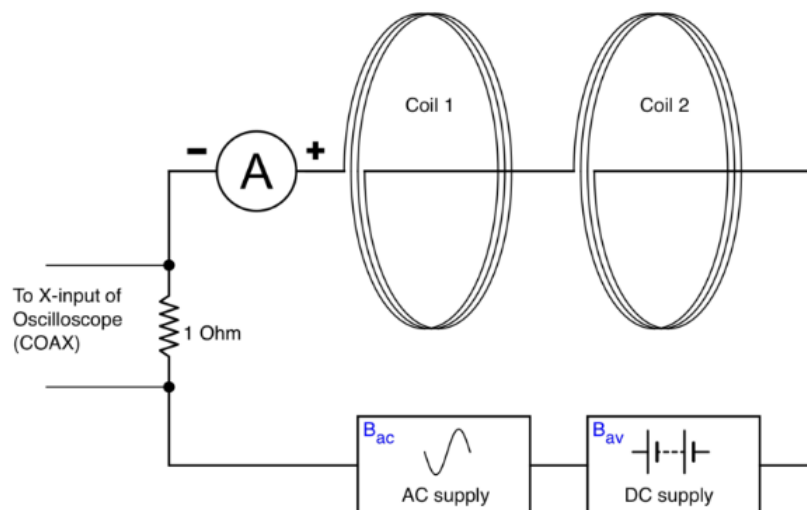 Coil 1
Coil 2
- A +
To X-input of
Oscilloscope
(COAX)
1 Ohm
Bac
AC supply
Bav
DC supply